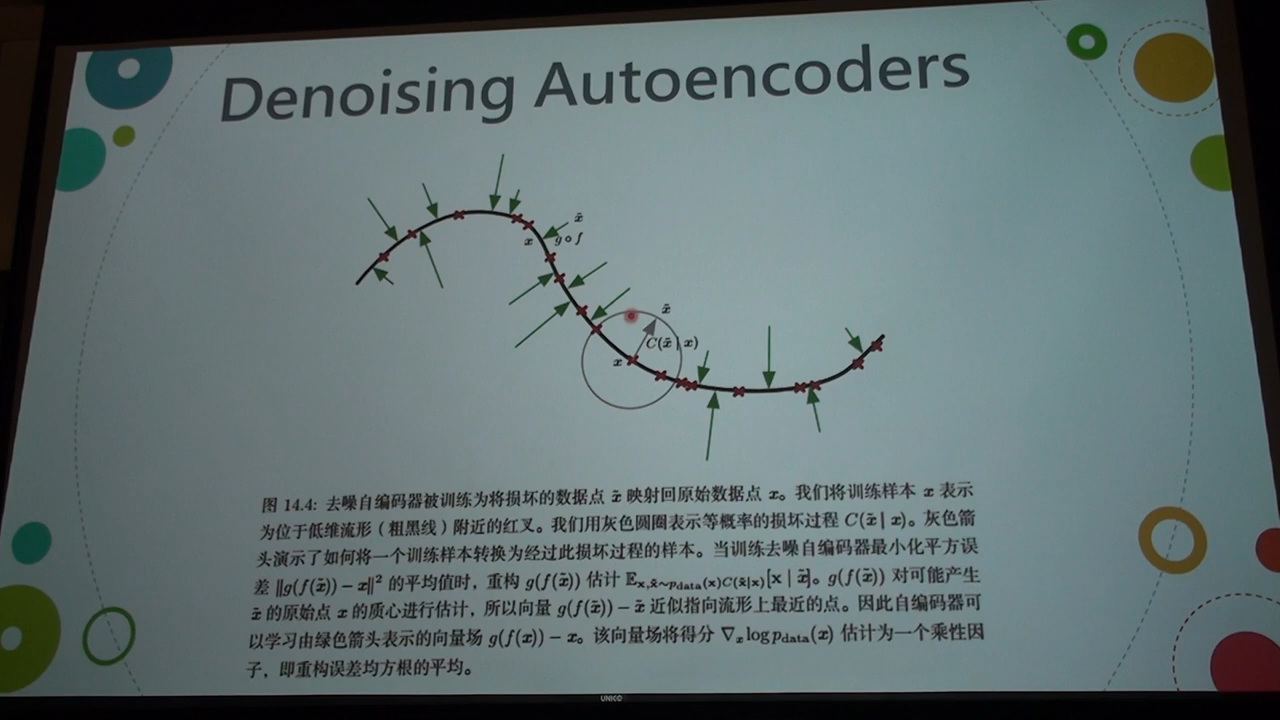 Denoising Autoencoders
x̃
x
g∘f
x̃
C(x̃ | x)
x
图 14.4: 去噪自编码器被训练为将损坏的数据点 x̃ 映射回原始数据点 x。我们将训练样本 x 表示
为位于低维流形（粗黑线）附近的红叉。我们用灰色圆圈表示等概率的损坏过程 C(x̃ | x)。灰色箭
头演示了如何将一个训练样本转换为经过此损坏过程的样本。当训练去噪自编码器最小化平方误
差 ‖g(f(x̃)) − x‖² 的平均值时，重构 g(f(x̃)) 估计 𝔼x,x̃∼pdata(x)C(x̃|x)[x | x̃]。g(f(x̃)) 对可能产生
x̃ 的原始点 x 的质心进行估计，所以向量 g(f(x̃)) − x̃ 近似指向流形上最近的点。因此自编码器可
以学习由绿色箭头表示的向量场 g(f(x)) − x。该向量场将得分 ∇x log pdata(x) 估计为一个乘性因
子，即重构误差均方根的平均。
UNICO